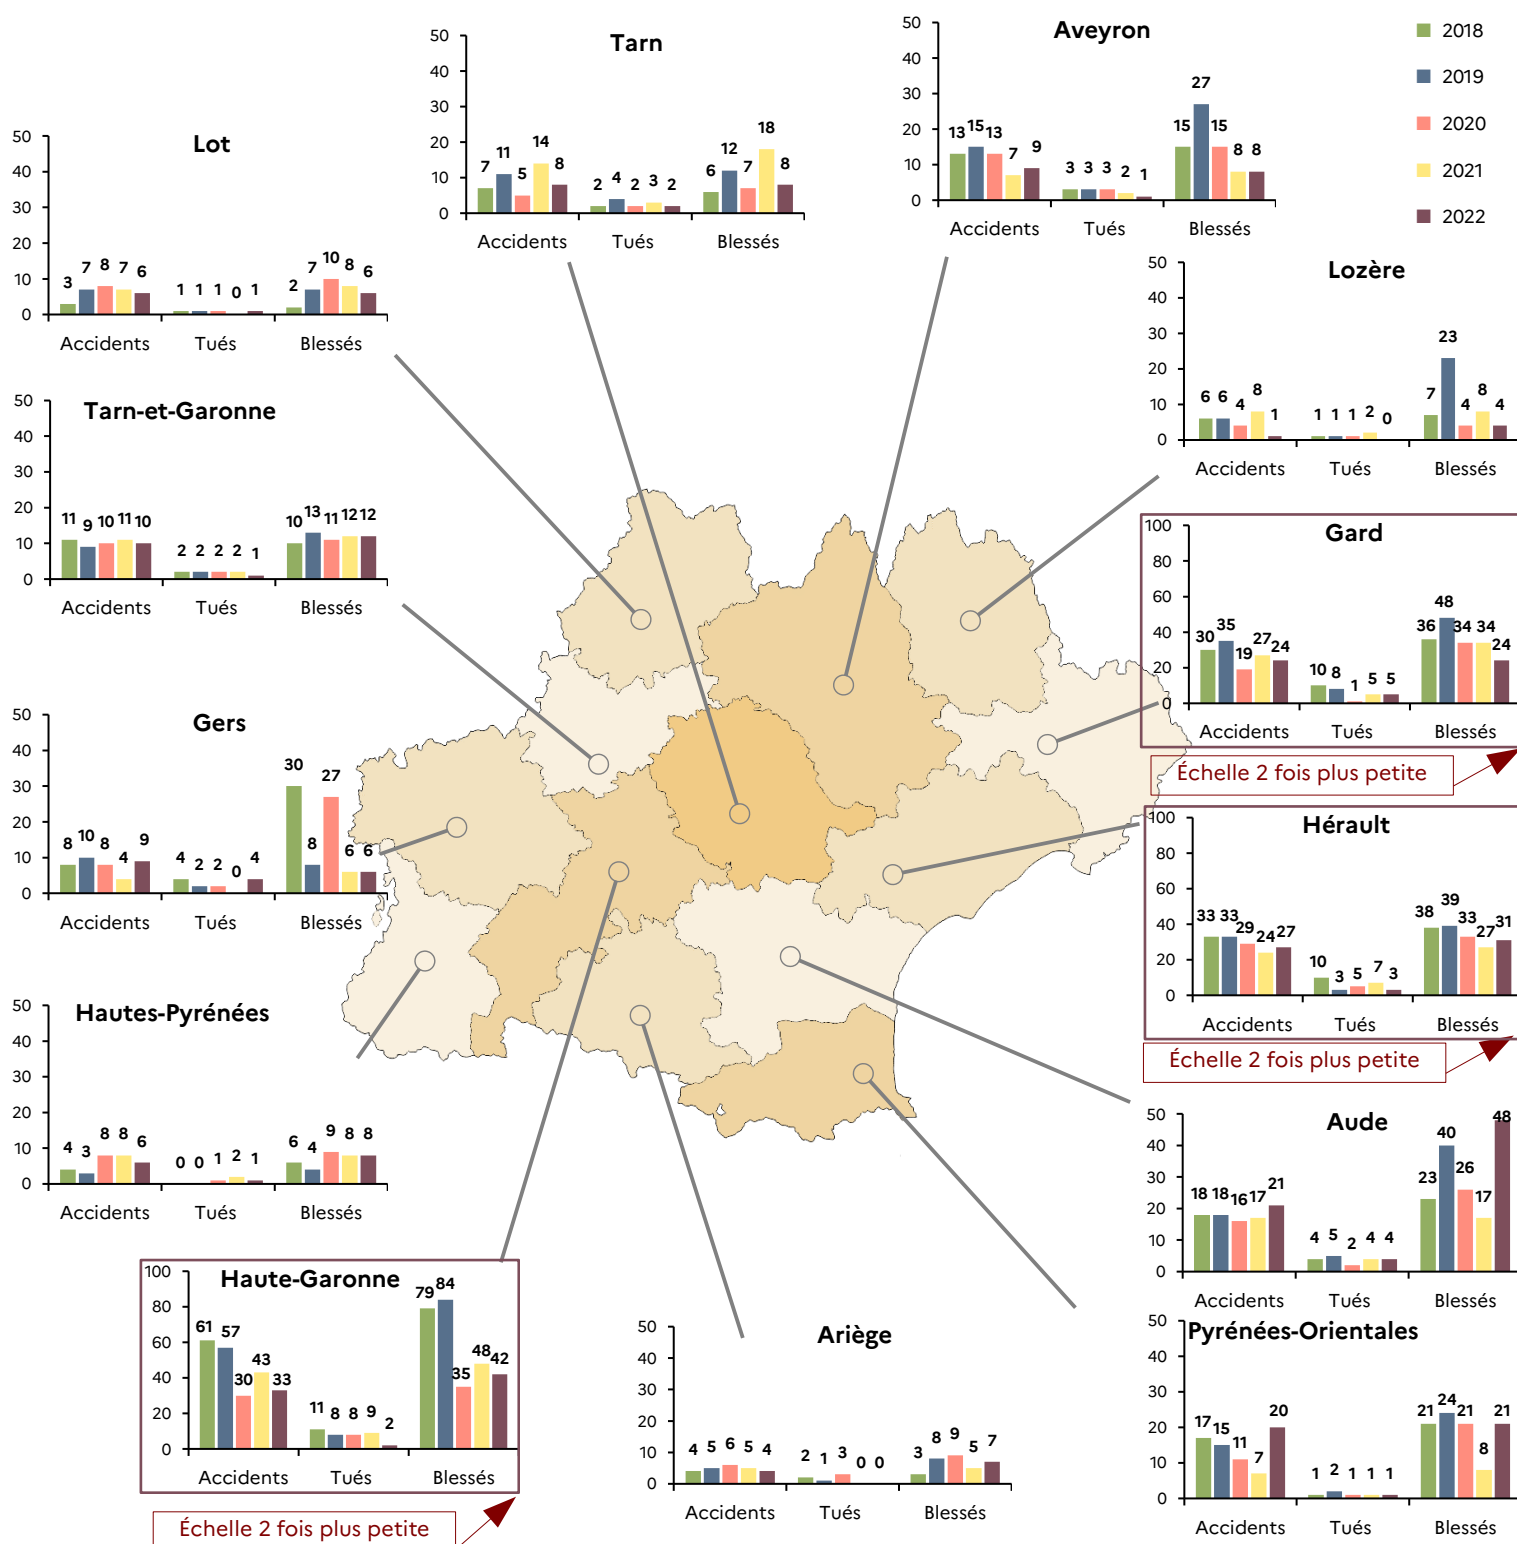 Tarn
50
40
30
20
10
0
7 11 5 14 8
2 4 2 3 2
6 12 7 18 8
Accidents Tués Blessés
Aveyron
50
40
30
20
10
0
13 15 13 7 9
3 3 3 2 1
15 27 15 8 8
Accidents Tués Blessés
2018
2019
2020
2021
2022
Lot
50
40
30
20
10
0
3 7 8 7 6
1 1 1 0 1
2 7 10 8 6
Accidents Tués Blessés
Lozère
50
40
30
20
10
0
6 6 4 8 1
1 1 1 2 0
7 23 4 8 4
Accidents Tués Blessés
Tarn-et-Garonne
50
40
30
20
10
0
11 9 10 11 10
2 2 2 2 1
10 13 11 12 12
Accidents Tués Blessés
Gard
100
80
60
40
20
0
30 35 19 27 24
10 8 1 5 5
36 48 34 34 24
Accidents Tués Blessés
Échelle 2 fois plus petite
Gers
50
40
30
20
10
0
8 10 8 4 9
4 2 2 0 4
30 8 27 6 6
Accidents Tués Blessés
Hérault
100
80
60
40
20
0
33 33 29 24 27
10 3 5 7 3
38 39 33 27 31
Accidents Tués Blessés
Échelle 2 fois plus petite
Hautes-Pyrénées
50
40
30
20
10
0
4 3 8 8 6
0 0 1 2 1
6 4 9 8 8
Accidents Tués Blessés
Aude
50
40
30
20
10
0
18 18 16 17 21
4 5 2 4 4
23 40 26 17 48
Accidents Tués Blessés
Haute-Garonne
100
80
60
40
20
0
61 57 30 43 33
11 8 8 9 2
79 84 35 48 42
Accidents Tués Blessés
Échelle 2 fois plus petite
Ariège
50
40
30
20
10
0
4 5 6 5 4
2 1 3 0 0
3 8 9 5 7
Accidents Tués Blessés
Pyrénées-Orientales
50
40
30
20
10
0
17 15 11 7 20
1 2 1 1 1
21 24 21 8 21
Accidents Tués Blessés